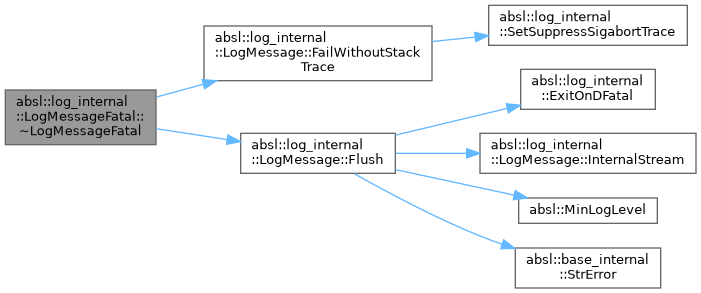 absl::log_internal
::LogMessageFatal::
~LogMessageFatal
absl::log_internal
::LogMessage::FailWithoutStack
Trace
absl::log_internal
::SetSuppressSigabortTrace
absl::log_internal
::LogMessage::Flush
absl::log_internal
::ExitOnDFatal
absl::log_internal
::LogMessage::InternalStream
absl::MinLogLevel
absl::base_internal
::StrError